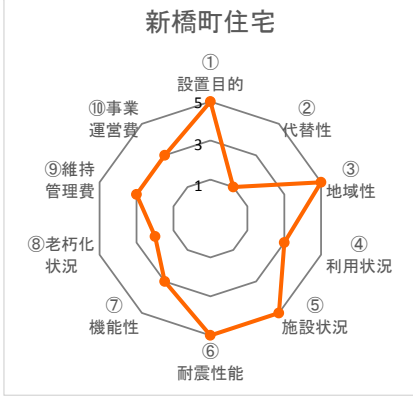 新橋町住宅
①
設置目的
②
代替性
③
地域性
④
利用状況
⑤
施設状況
⑥
耐震性能
⑦
機能性
⑧老朽化
状況
⑨維持
管理費
⑩事業
運営費
5
3
1